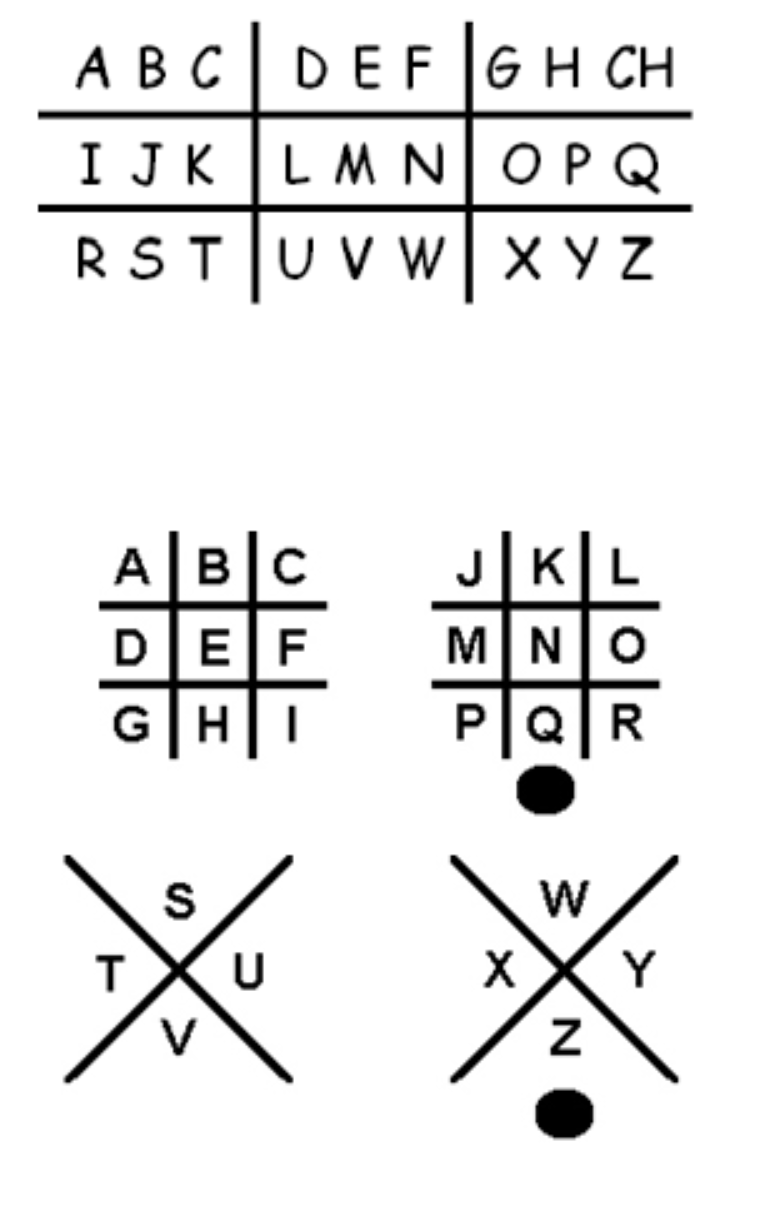 A B C D E F G H CH
I J K L M N O P Q
R S T U V W X Y Z
A B C J K L
D E F M N O
G H I P Q R
S W
T U X Y
V Z